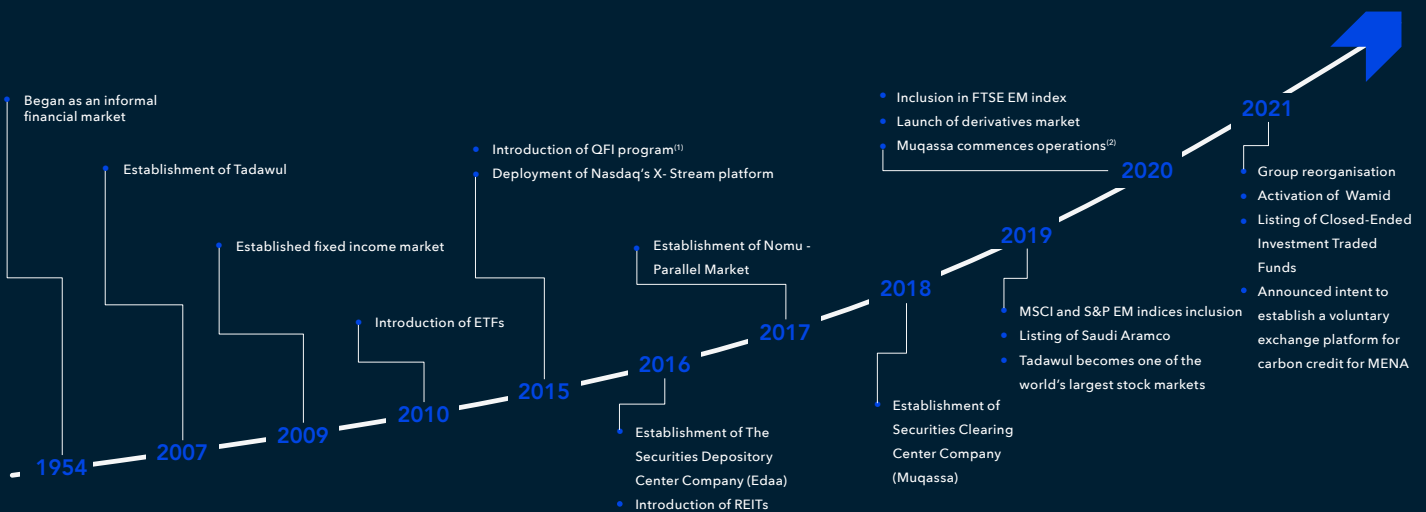 Began as an informal
financial market
1954
Establishment of Tadawul
2007
Established fixed income market
2009
Introduction of ETFs
2010
Introduction of QFI program(1)
Deployment of Nasdaq's X- Stream platform
2015
2016
Establishment of The
Securities Depository
Center Company (Edaa)
Introduction of REITs
Establishment of Nomu -
Parallel Market
2017
2018
Establishment of
Securities Clearing
Center Company
(Muqassa)
2019
MSCI and S&P EM indices inclusion
Listing of Saudi Aramco
Tadawul becomes one of the
world's largest stock markets
Inclusion in FTSE EM index
Launch of derivatives market
Muqassa commences operations(2)
2020
2021
Group reorganisation
Activation of Wamid
Listing of Closed-Ended
Investment Traded
Funds
Announced intent to
establish a voluntary
exchange platform for
carbon credit for MENA